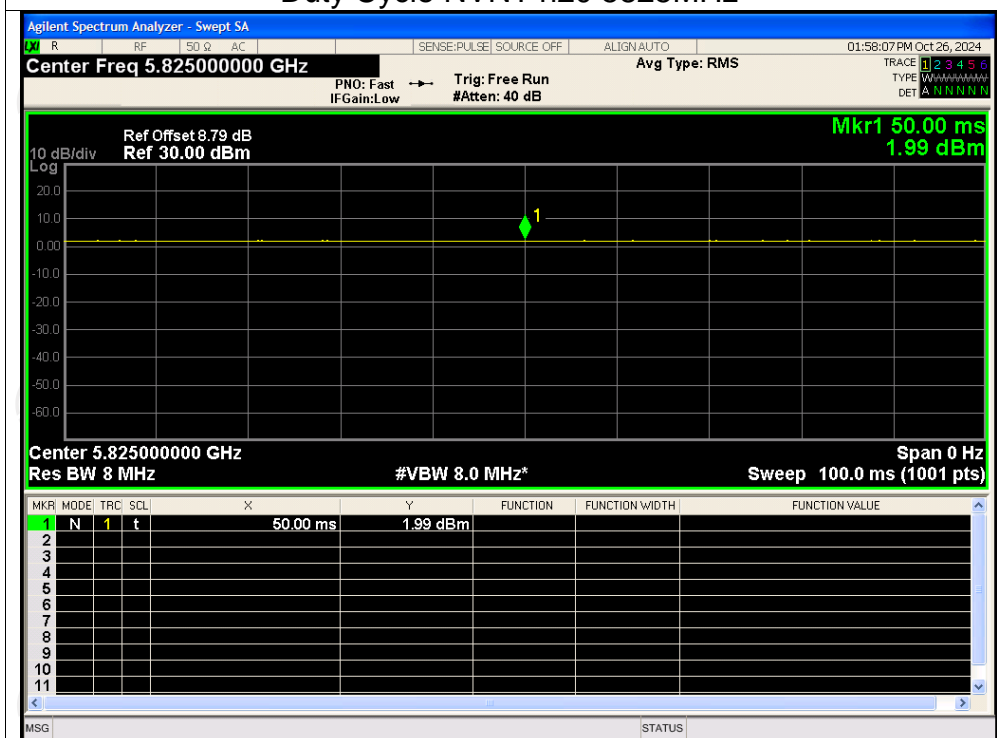 Agilent Spectrum Analyzer - Swept SA
LXI R RF 50 Ω AC SENSE:PULSE SOURCE OFF ALIGN AUTO 01:58:07 PM Oct 26, 2024
Center Freq 5.825000000 GHz Avg Type: RMS TRACE 1 2 3 4 5 6
PNO: Fast Trig: Free Run TYPE
IFGain:Low #Atten: 40 dB DET A N N N N N
Mkr1 50.00 ms
Ref Offset 8.79 dB
10 dB/div Ref 30.00 dBm 1.99 dBm
Log
20.0
10.0
1
0.00
-10.0
-20.0
-30.0
-40.0
-50.0
-60.0
Center 5.825000000 GHz Span 0 Hz
Res BW 8 MHz #VBW 8.0 MHz* Sweep 100.0 ms (1001 pts)
MKR MODE TRC SCL X Y FUNCTION FUNCTION WIDTH FUNCTION VALUE
1 N 1 t 50.00 ms 1.99 dBm
2
3
4
5
6
7
8
9
10
11
MSG STATUS